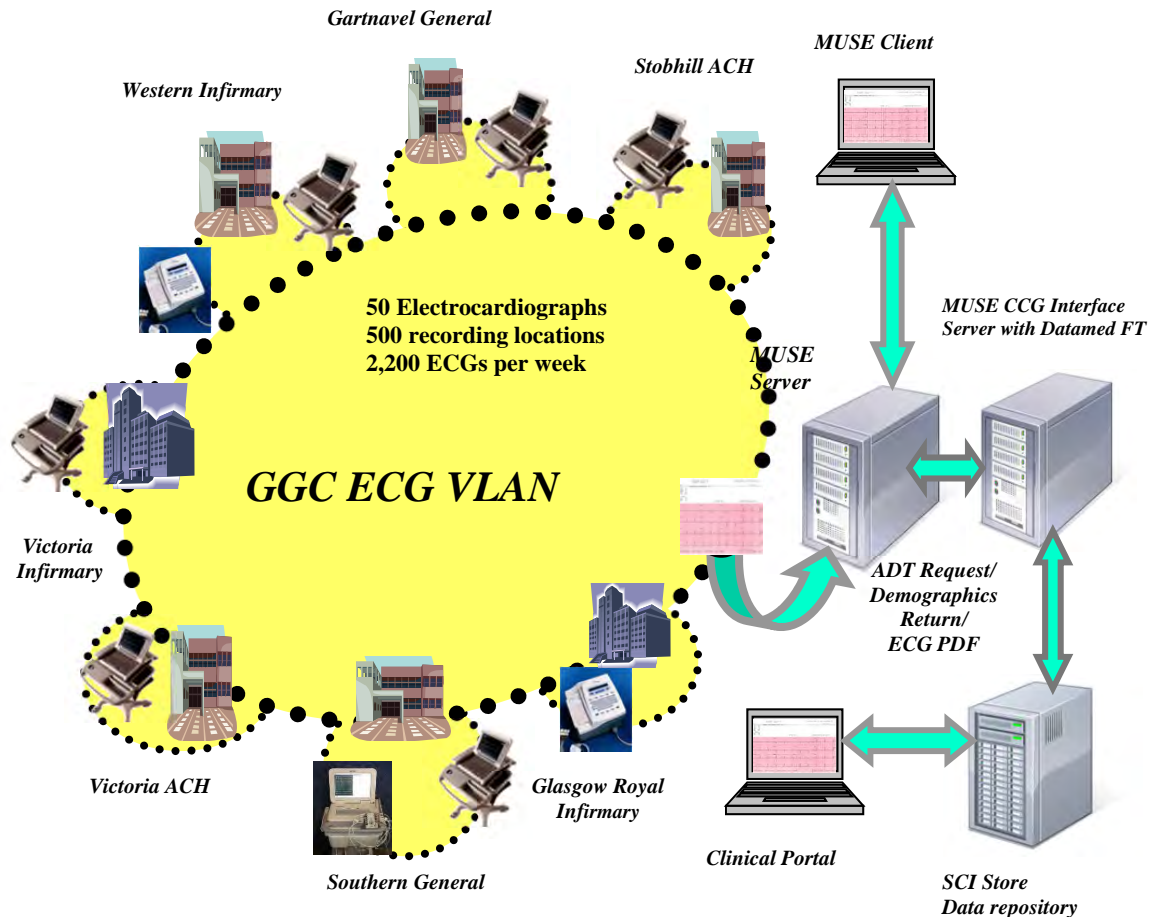 Gartnavel General
MUSE Client
Stobhill ACH
Western Infirmary
50 Electrocardiographs
500 recording locations
2,200 ECGs per week
MUSE CCG Interface
Server with Datamed FT
MUSE
Server
GGC ECG VLAN
Victoria
Infirmary
ADT Request/
Demographics
Return/
ECG PDF
Victoria ACH
Glasgow Royal
Infirmary
Southern General
Clinical Portal
SCI Store
Data repository